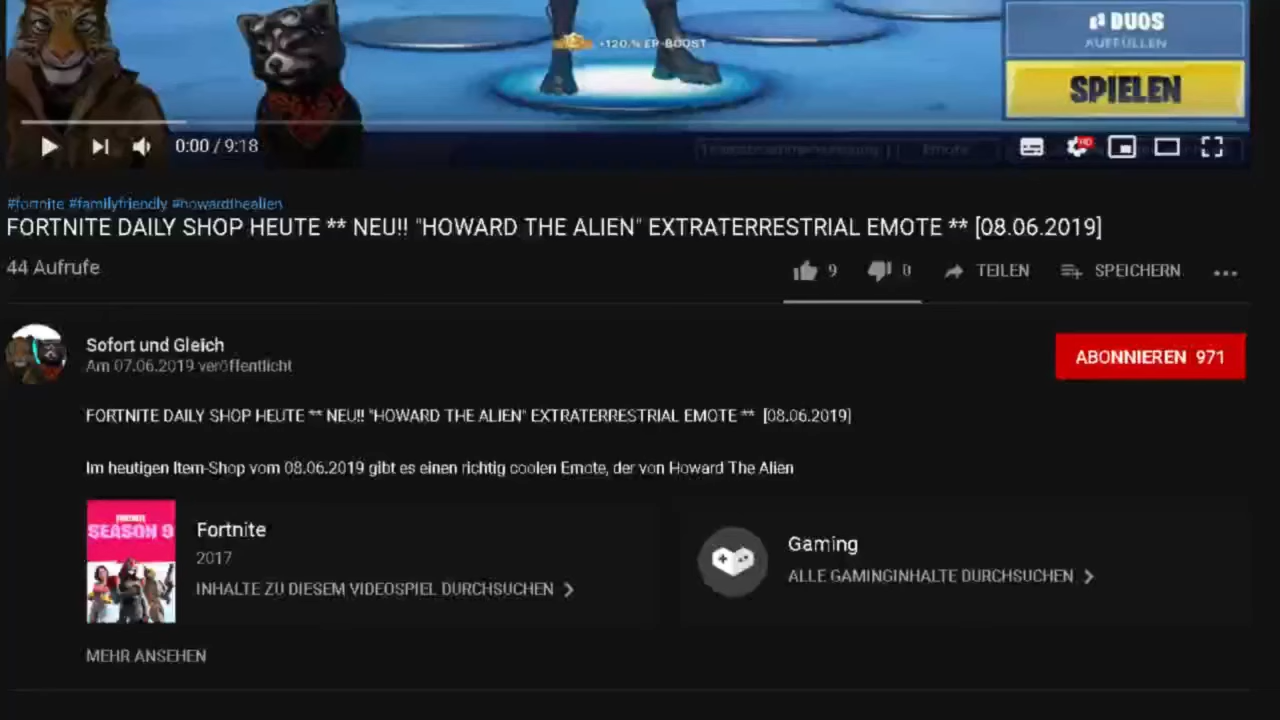 DUOS
AUFFÜLLEN
+120.% EP-BOOST
SPIELEN
0:00 / 9:18
HD
Emote
#fortnite #familyfriendly #howardthealien
FORTNITE DAILY SHOP HEUTE ** NEU!! "HOWARD THE ALIEN" EXTRATERRESTRIAL EMOTE ** [08.06.2019]
44 Aufrufe
9
0
TEILEN
SPEICHERN
Sofort und Gleich
Am 07.06.2019 veröffentlicht
ABONNIEREN 971
FORTNITE DAILY SHOP HEUTE ** NEU!! "HOWARD THE ALIEN" EXTRATERRESTRIAL EMOTE ** [08.06.2019]
Im heutigen Item-Shop vom 08.06.2019 gibt es einen richtig coolen Emote, der von Howard The Alien
FORTNITE
SEASON 9
Fortnite
2017
INHALTE ZU DIESEM VIDEOSPIEL DURCHSUCHEN
Gaming
ALLE GAMINGINHALTE DURCHSUCHEN
MEHR ANSEHEN